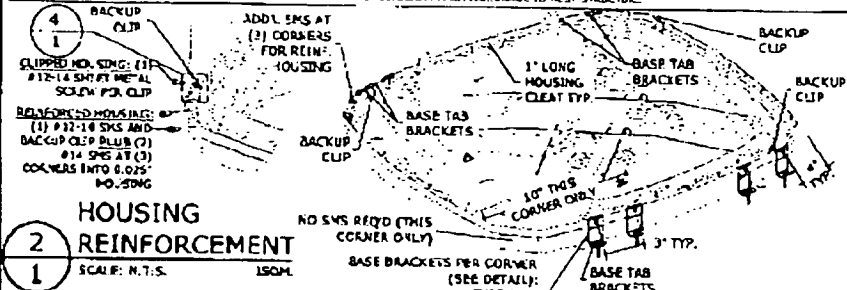 4
1
BACKUP
CLIP
CLIPPED HOUSING: (1)
#12-14 SHEET METAL
SCREW PER CLIP
REINFORCED HOUSING:
(1) #12-14 SMS AND
BACKUP CLIP PLUS (2)
#14 SMS AT (3)
CORNERS INTO 0.025"
HOUSING
ADD'L SMS AT
(3) CORNERS
FOR REINF.
HOUSING
BACKUP
CLIP
BASE TAB
BRACKETS
1" LONG
HOUSING
CLEAT TYP.
BASE TAB
BRACKETS
BACKUP
CLIP
BACKUP
CLIP
TYP.
10" THIS
CORNER ONLY
NO SMS REQ'D (THIS
CORNER ONLY)
3" TYP.
BASE BRACKETS PER CORNER
(SEE DETAIL):
BASE TAB
BRACKETS
2
1
HOUSING
REINFORCEMENT
SCALE: N.T.S.
ISOM.